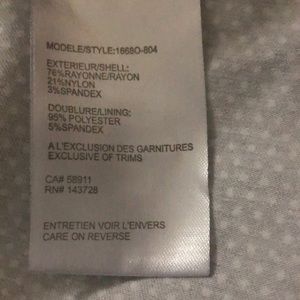 MODELE/STYLE:1668O-804
EXTERIEUR/SHELL:
76%RAYONNE/RAYON
21%NYLON
3%SPANDEX
DOUBLURE/LINING:
95% POLYESTER
5%SPANDEX
A L'EXCLUSION DES GARNITURES
EXCLUSIVE OF TRIMS
CA# 58911
RN# 143728
ENTRETIEN VOIR L'ENVERS
CARE ON REVERSE